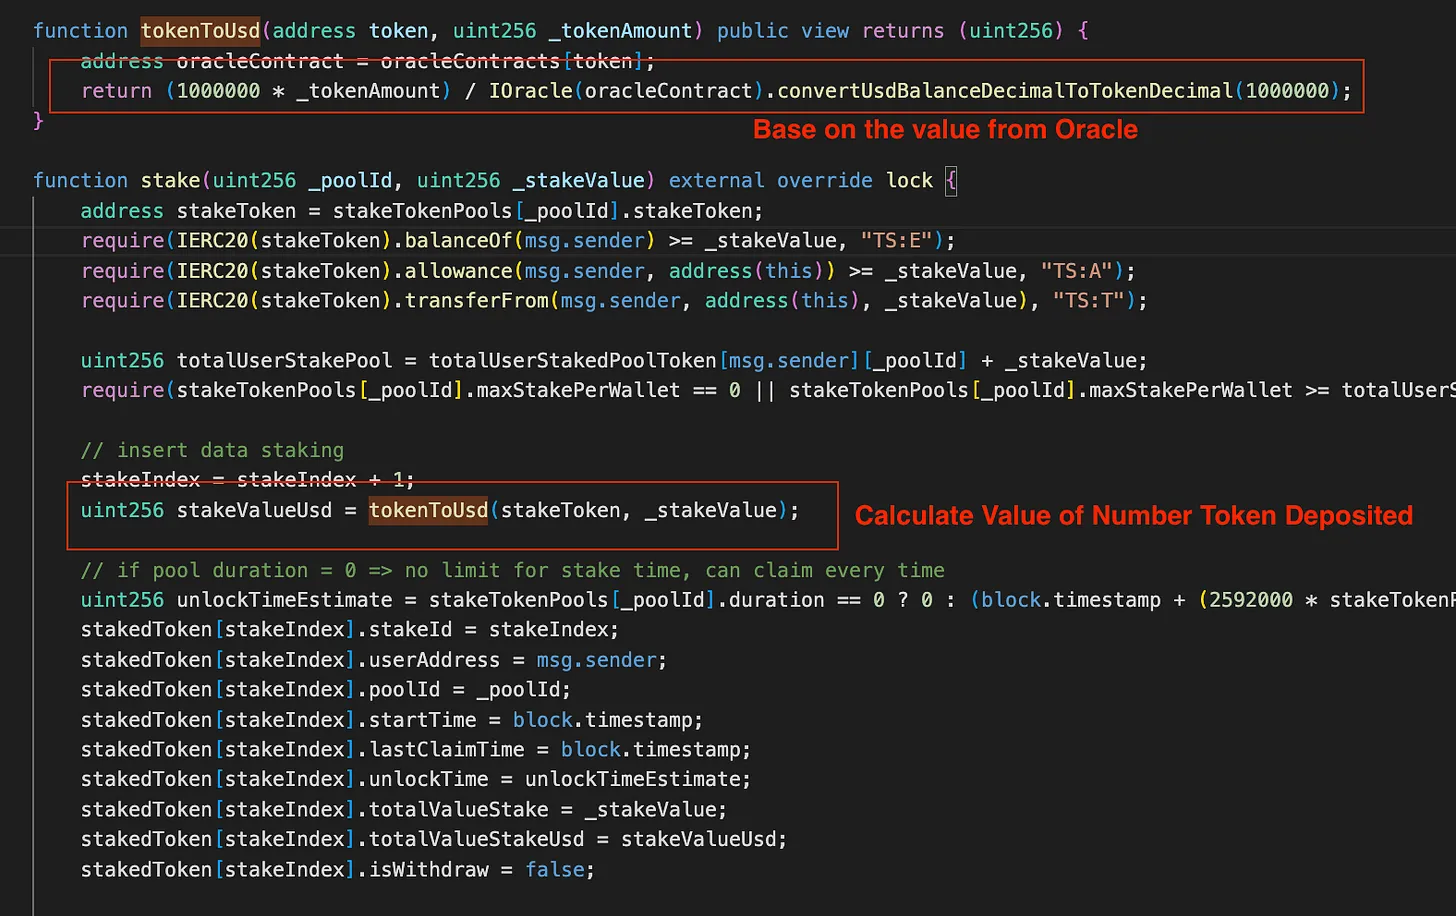 function tokenToUsd(address token, uint256 _tokenAmount) public view returns (uint256) {
address oracleContract = oracleContracts[token];
return (1000000 * _tokenAmount) / IOracle(oracleContract).convertUsdBalanceDecimalToTokenDecimal(1000000);
}
Base on the value from Oracle
function stake(uint256 _poolId, uint256 _stakeValue) external override lock {
address stakeToken = stakeTokenPools[_poolId].stakeToken;
require(IERC20(stakeToken).balanceOf(msg.sender) >= _stakeValue, "TS:E");
require(IERC20(stakeToken).allowance(msg.sender, address(this)) >= _stakeValue, "TS:A");
require(IERC20(stakeToken).transferFrom(msg.sender, address(this), _stakeValue), "TS:T");
uint256 totalUserStakePool = totalUserStakedPoolToken[msg.sender][_poolId] + _stakeValue;
require(stakeTokenPools[_poolId].maxStakePerWallet == 0 || stakeTokenPools[_poolId].maxStakePerWallet >= totalUserS
// insert data staking
stakeIndex = stakeIndex + 1;
uint256 stakeValueUsd = tokenToUsd(stakeToken, _stakeValue);
Calculate Value of Number Token Deposited
// if pool duration = 0 => no limit for stake time, can claim every time
uint256 unlockTimeEstimate = stakeTokenPools[_poolId].duration == 0 ? 0 : (block.timestamp + (2592000 * stakeTokenP
stakedToken[stakeIndex].stakeId = stakeIndex;
stakedToken[stakeIndex].userAddress = msg.sender;
stakedToken[stakeIndex].poolId = _poolId;
stakedToken[stakeIndex].startTime = block.timestamp;
stakedToken[stakeIndex].lastClaimTime = block.timestamp;
stakedToken[stakeIndex].unlockTime = unlockTimeEstimate;
stakedToken[stakeIndex].totalValueStake = _stakeValue;
stakedToken[stakeIndex].totalValueStakeUsd = stakeValueUsd;
stakedToken[stakeIndex].isWithdraw = false;